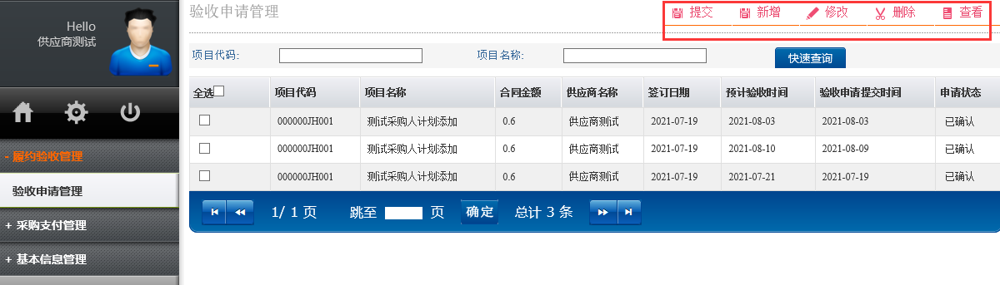 Hello
供应商测试
- 履约验收管理
验收申请管理
+ 采购支付管理
+ 基本信息管理
验收申请管理
提交 新增 修改 删除 查看
项目代码: 项目名称: 快速查询
全选 项目代码 项目名称 合同金额 供应商名称 签订日期 预计验收时间 验收申请提交时间 申请状态
000000JH001 测试采购人计划添加 0.6 供应商测试 2021-07-19 2021-08-03 2021-08-03 已确认
000000JH001 测试采购人计划添加 0.6 供应商测试 2021-07-19 2021-08-10 2021-08-09 已确认
000000JH001 测试采购人计划添加 0.6 供应商测试 2021-07-19 2021-07-21 2021-07-19 已确认
1/ 1 页 跳至 页 确定 总计 3 条